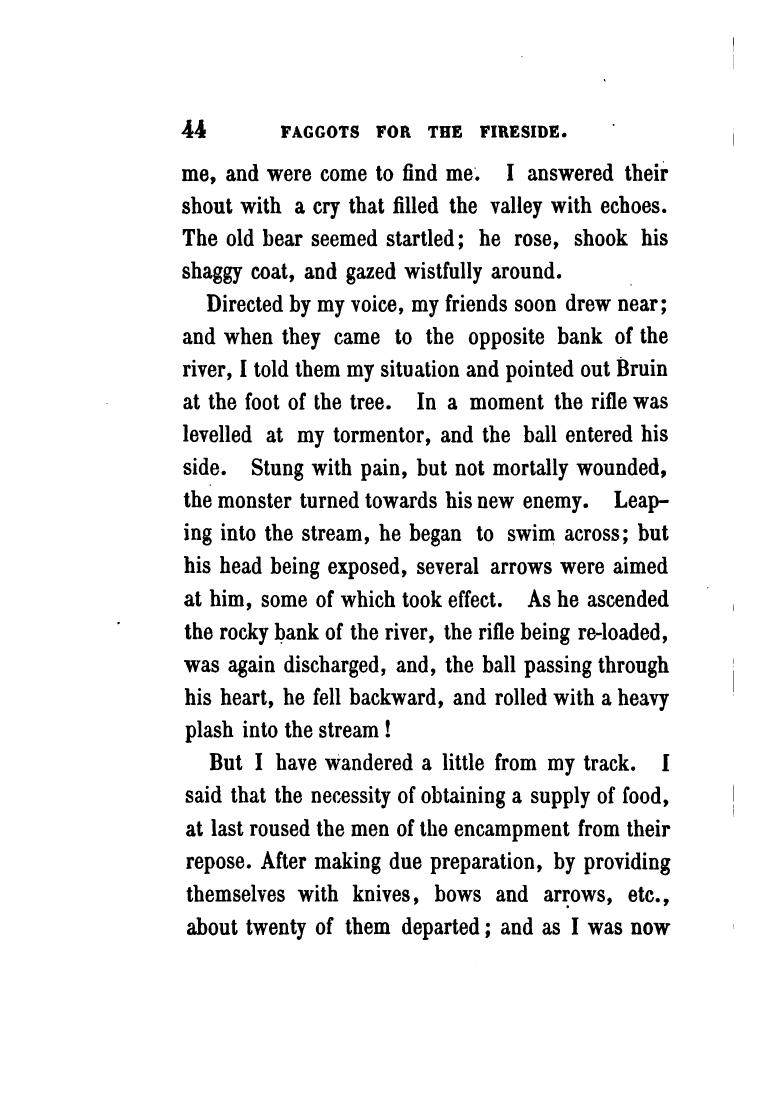 44 FAGGOTS FOR THE FIRESIDE.
me, and were come to find me. I answered their
shout with a cry that filled the valley with echoes.
The old bear seemed startled; he rose, shook his
shaggy coat, and gazed wistfully around.
Directed by my voice, my friends soon drew near;
and when they came to the opposite bank of the
river, I told them my situation and pointed out Bruin
at the foot of the tree. In a moment the rifle was
levelled at my tormentor, and the ball entered his
side. Stung with pain, but not mortally wounded,
the monster turned towards his new enemy. Leap-
ing into the stream, he began to swim across; but
his head being exposed, several arrows were aimed
at him, some of which took effect. As he ascended
the rocky bank of the river, the rifle being re-loaded,
was again discharged, and, the ball passing through
his heart, he fell backward, and rolled with a heavy
plash into the stream!
But I have wandered a little from my track. I
said that the necessity of obtaining a supply of food,
at last roused the men of the encampment from their
repose. After making due preparation, by providing
themselves with knives, bows and arrows, etc.,
about twenty of them departed; and as I was now